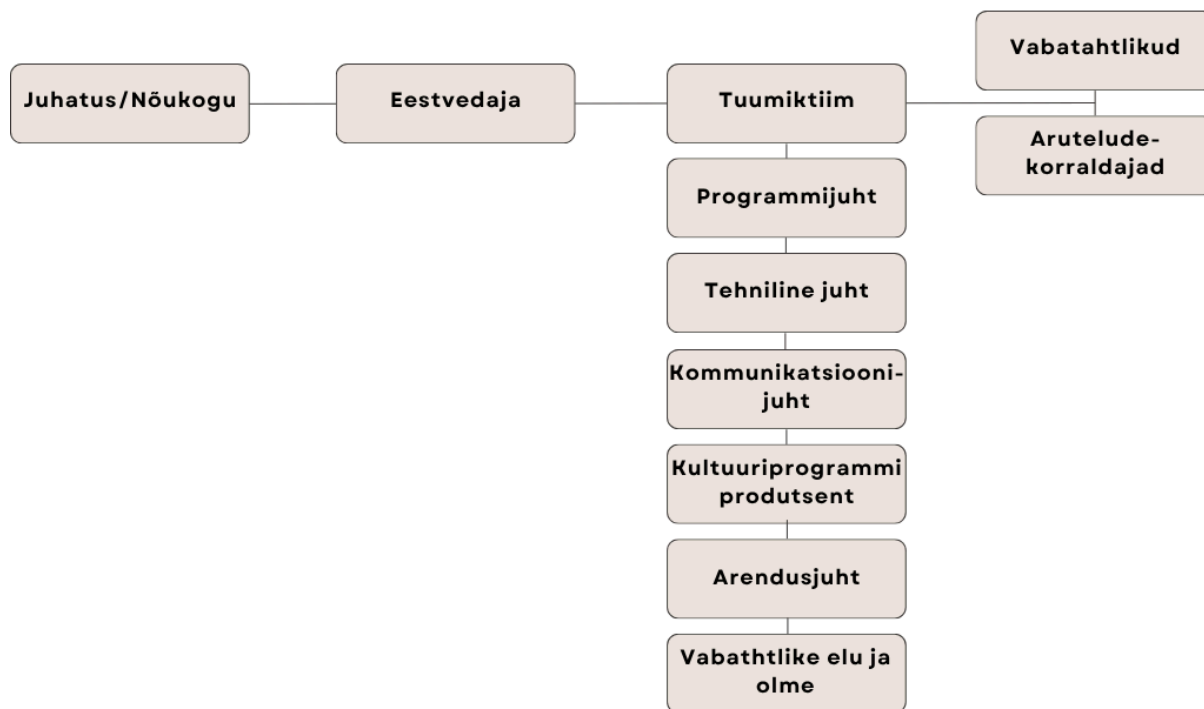 Vabatahtlikud
Juhatus/Nõukogu
Eestvedaja
Tuumiktiim
Arutelude-
korraldajad
Programmijuht
Tehniline juht
Kommunikatsiooni-
juht
Kultuuriprogrammi
produtsent
Arendusjuht
Vabathtlike elu ja
olme